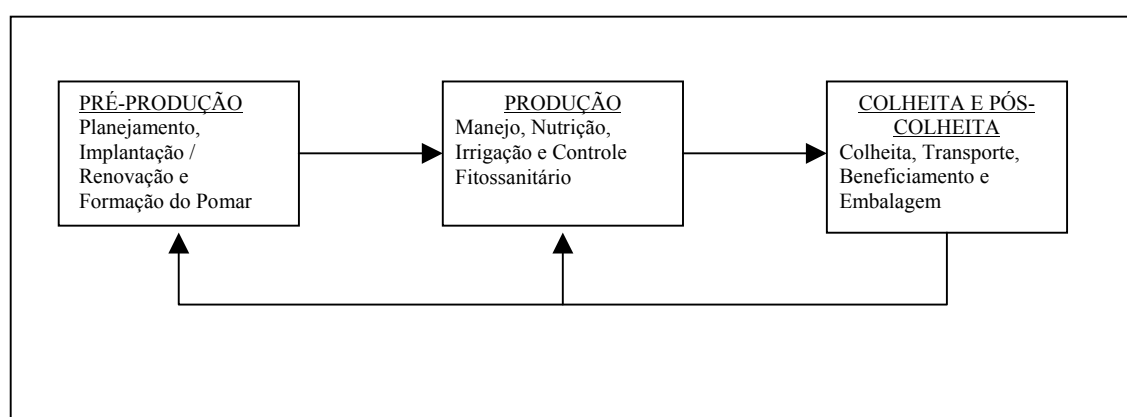 PRÉ-PRODUÇÃO
Planejamento,
Implantação /
Renovação e
Formação do Pomar
PRODUÇÃO
Manejo, Nutrição,
Irrigação e Controle
Fitossanitário
COLHEITA E PÓS-
COLHEITA
Colheita, Transporte,
Beneficiamento e
Embalagem